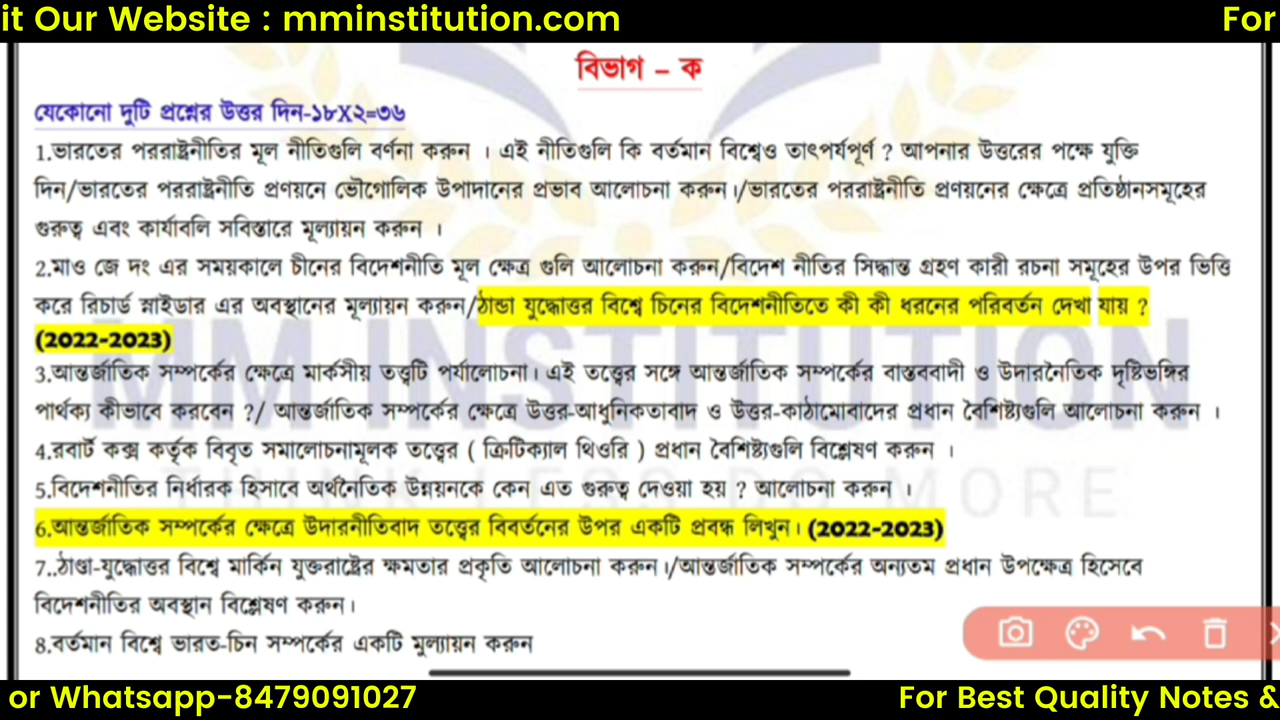 it Our Website : mminstitution.com For
বিভাগ – ক
যেকোনো দুটি প্রশ্নের উত্তর দিন-১৮X২=৩৬
1.ভারতের পররাষ্ট্রনীতির মূল নীতিগুলি বর্ণনা করুন । এই নীতিগুলি কি বর্তমান বিশ্বেও তাৎপর্যপূর্ণ ? আপনার উত্তরের পক্ষে যুক্তি
দিন/ভারতের পররাষ্ট্রনীতি প্রণয়নে ভৌগোলিক উপাদানের প্রভাব আলোচনা করুন।/ভারতের পররাষ্ট্রনীতি প্রণয়নের ক্ষেত্রে প্রতিষ্ঠানসমূহের
গুরুত্ব এবং কার্যাবলি সবিস্তারে মূল্যায়ন করুন ।
2.মাও জে দং এর সময়কালে চীনের বিদেশনীতি মূল ক্ষেত্র গুলি আলোচনা করুন/বিদেশ নীতির সিদ্ধান্ত গ্রহণ কারী রচনা সমূহের উপর ভিত্তি
করে রিচার্ড স্নাইডার এর অবস্থানের মূল্যায়ন করুন/ঠান্ডা যুদ্ধোত্তর বিশ্বে চিনের বিদেশনীতিতে কী কী ধরনের পরিবর্তন দেখা যায় ?
(2022-2023)
3.আন্তর্জাতিক সম্পর্কের ক্ষেত্রে মার্কসীয় তত্ত্বটি পর্যালোচনা। এই তত্ত্বের সঙ্গে আন্তর্জাতিক সম্পর্কের বাস্তববাদী ও উদারনৈতিক দৃষ্টিভঙ্গির
পার্থক্য কীভাবে করবেন ?/ আন্তর্জাতিক সম্পর্কের ক্ষেত্রে উত্তর-আধুনিকতাবাদ ও উত্তর-কাঠামোবাদের প্রধান বৈশিষ্ট্যগুলি আলোচনা করুন ।
4.রবার্ট কক্স কর্তৃক বিবৃত সমালোচনামূলক তত্ত্বের ( ক্রিটিক্যাল থিওরি ) প্রধান বৈশিষ্ট্যগুলি বিশ্লেষণ করুন ।
5.বিদেশনীতির নির্ধারক হিসাবে অর্থনৈতিক উন্নয়নকে কেন এত গুরুত্ব দেওয়া হয় ? আলোচনা করুন ।
6.আন্তর্জাতিক সম্পর্কের ক্ষেত্রে উদারনীতিবাদ তত্ত্বের বিবর্তনের উপর একটি প্রবন্ধ লিখুন। (2022-2023)
7..ঠাণ্ডা-যুদ্ধোত্তর বিশ্বে মার্কিন যুক্তরাষ্ট্রের ক্ষমতার প্রকৃতি আলোচনা করুন।/আন্তর্জাতিক সম্পর্কের অন্যতম প্রধান উপক্ষেত্র হিসেবে
বিদেশনীতির অবস্থান বিশ্লেষণ করুন।
8.বর্তমান বিশ্বে ভারত-চিন সম্পর্কের একটি মুল্যায়ন করুন
MM INSTITUTION
THINK LESS DO MORE
or Whatsapp-8479091027 For Best Quality Notes &